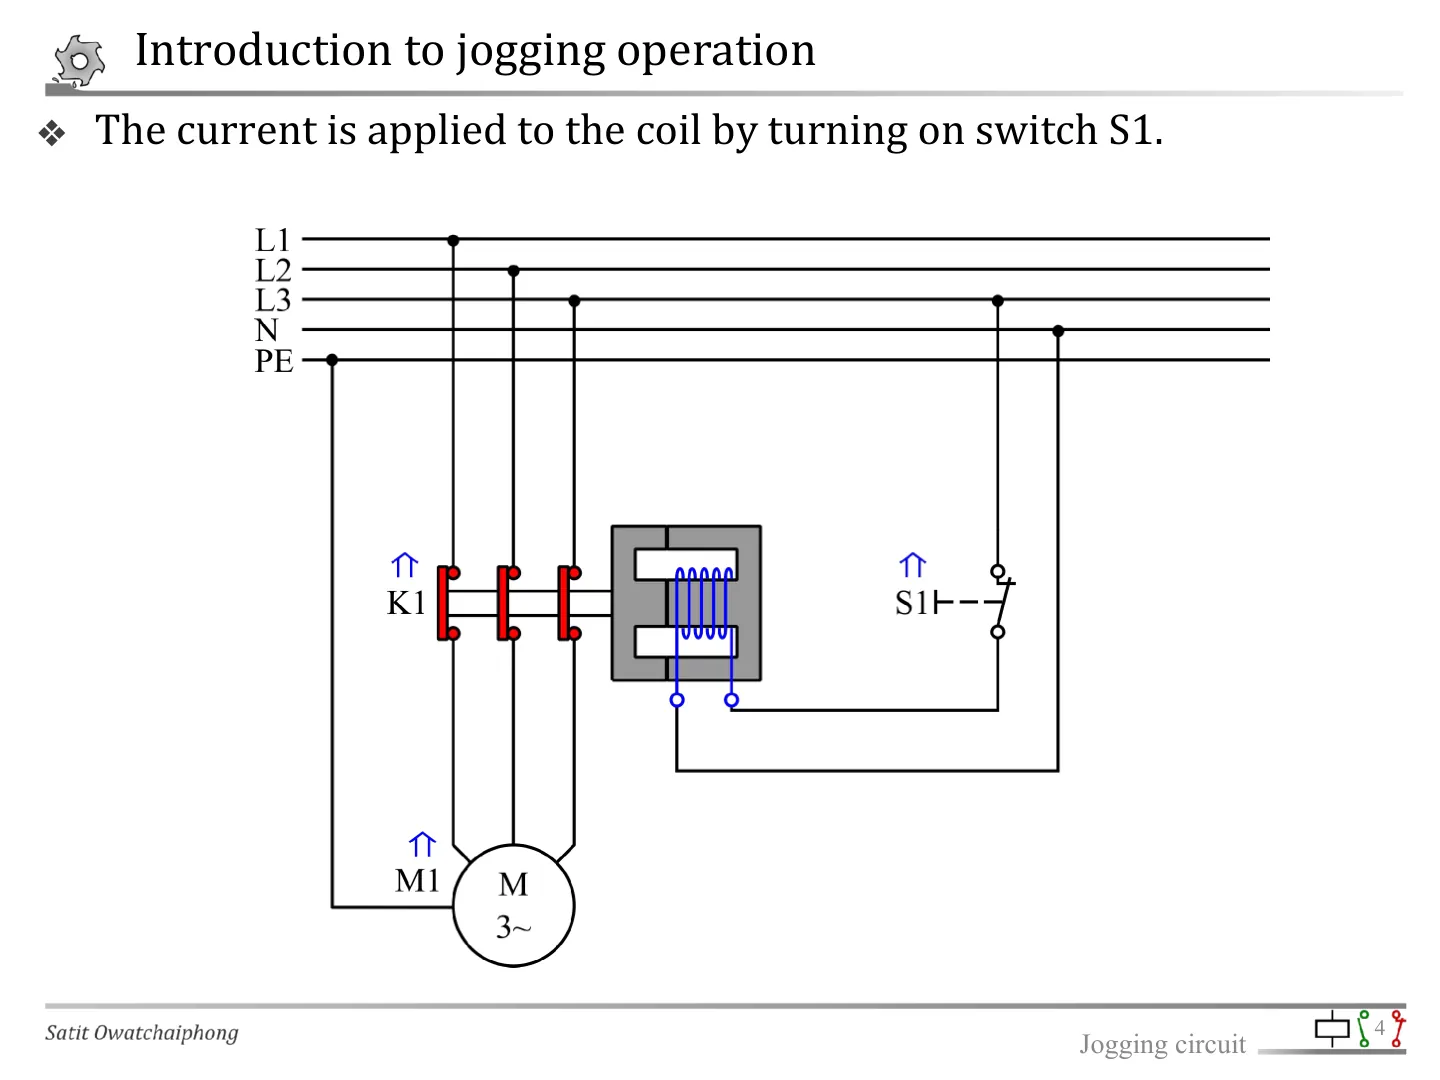 Introduction to jogging operation
The current is applied to the coil by turning on switch S1.
L1
L2
L3
N
PE
K1
S1
M1
M
3~
Satit Owatchaiphong
Jogging circuit
4